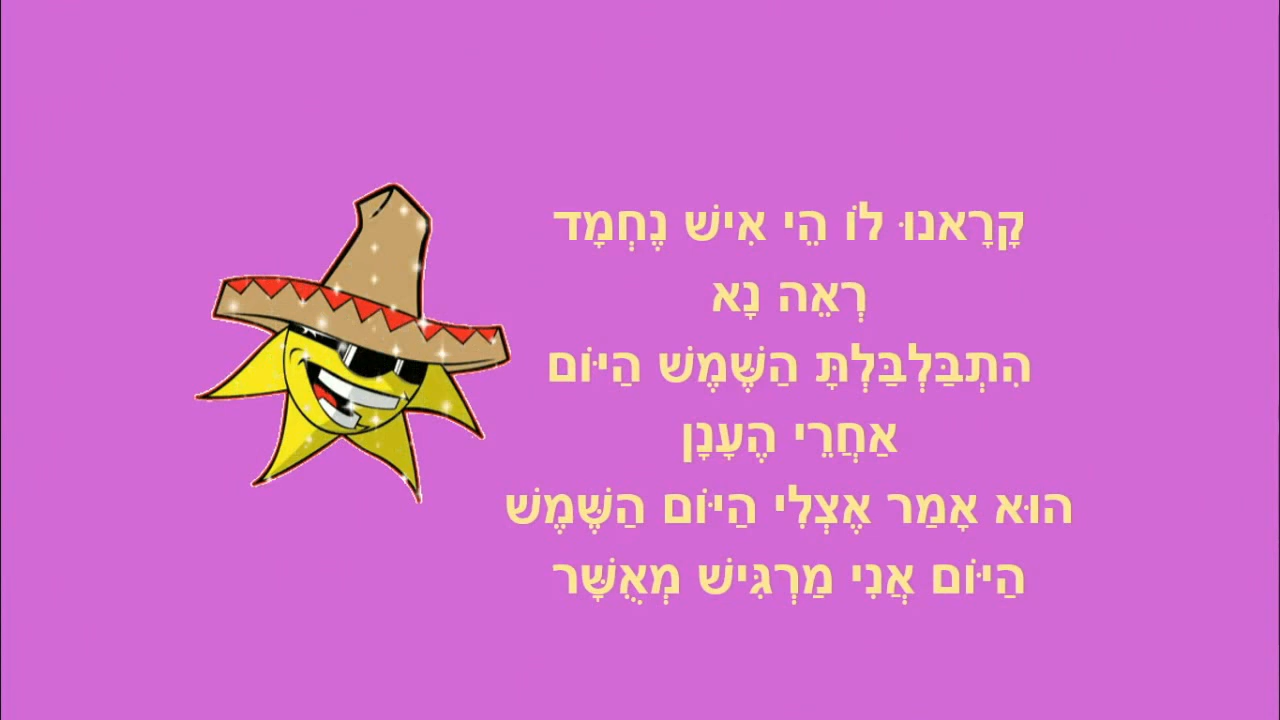 קָרָאנוּ לוֹ הֵי אִישׁ נֶחְמָד
רְאֵה נָא
הִתְבַּלְבַּלְתָּ הַשֶּׁמֶשׁ הַיּוֹם
אַחֲרֵי הֶעָנָן
הוּא אָמַר אֶצְלִי הַיּוֹם הַשֶּׁמֶשׁ
הַיּוֹם אֲנִי מַרְגִּישׁ מְאֻשָּׁר